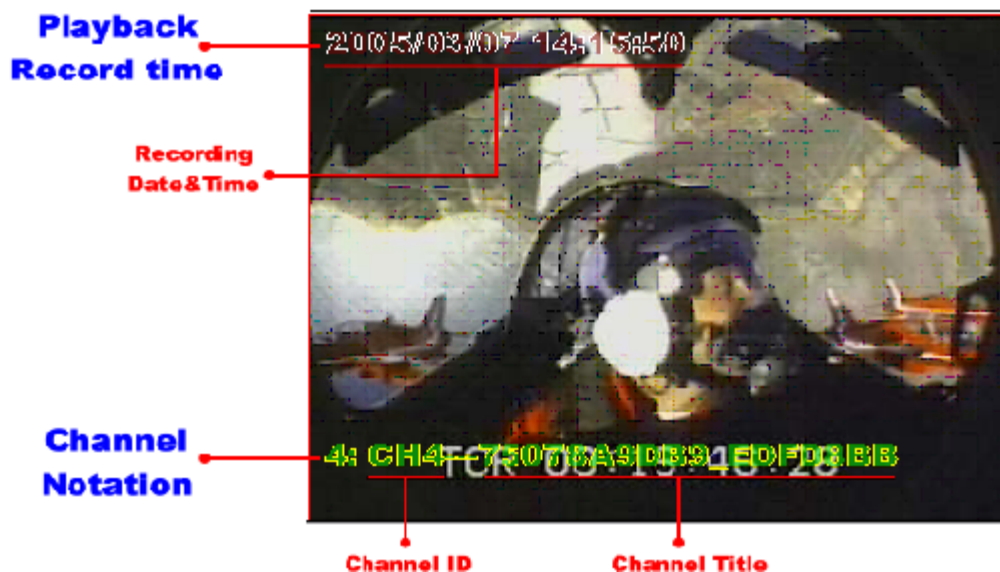 Playback
Record time
2005/03/07 14:15:50
Recording
Date&Time
Channel
Notation
4: CH4
TCR
Channel ID
Channel Title